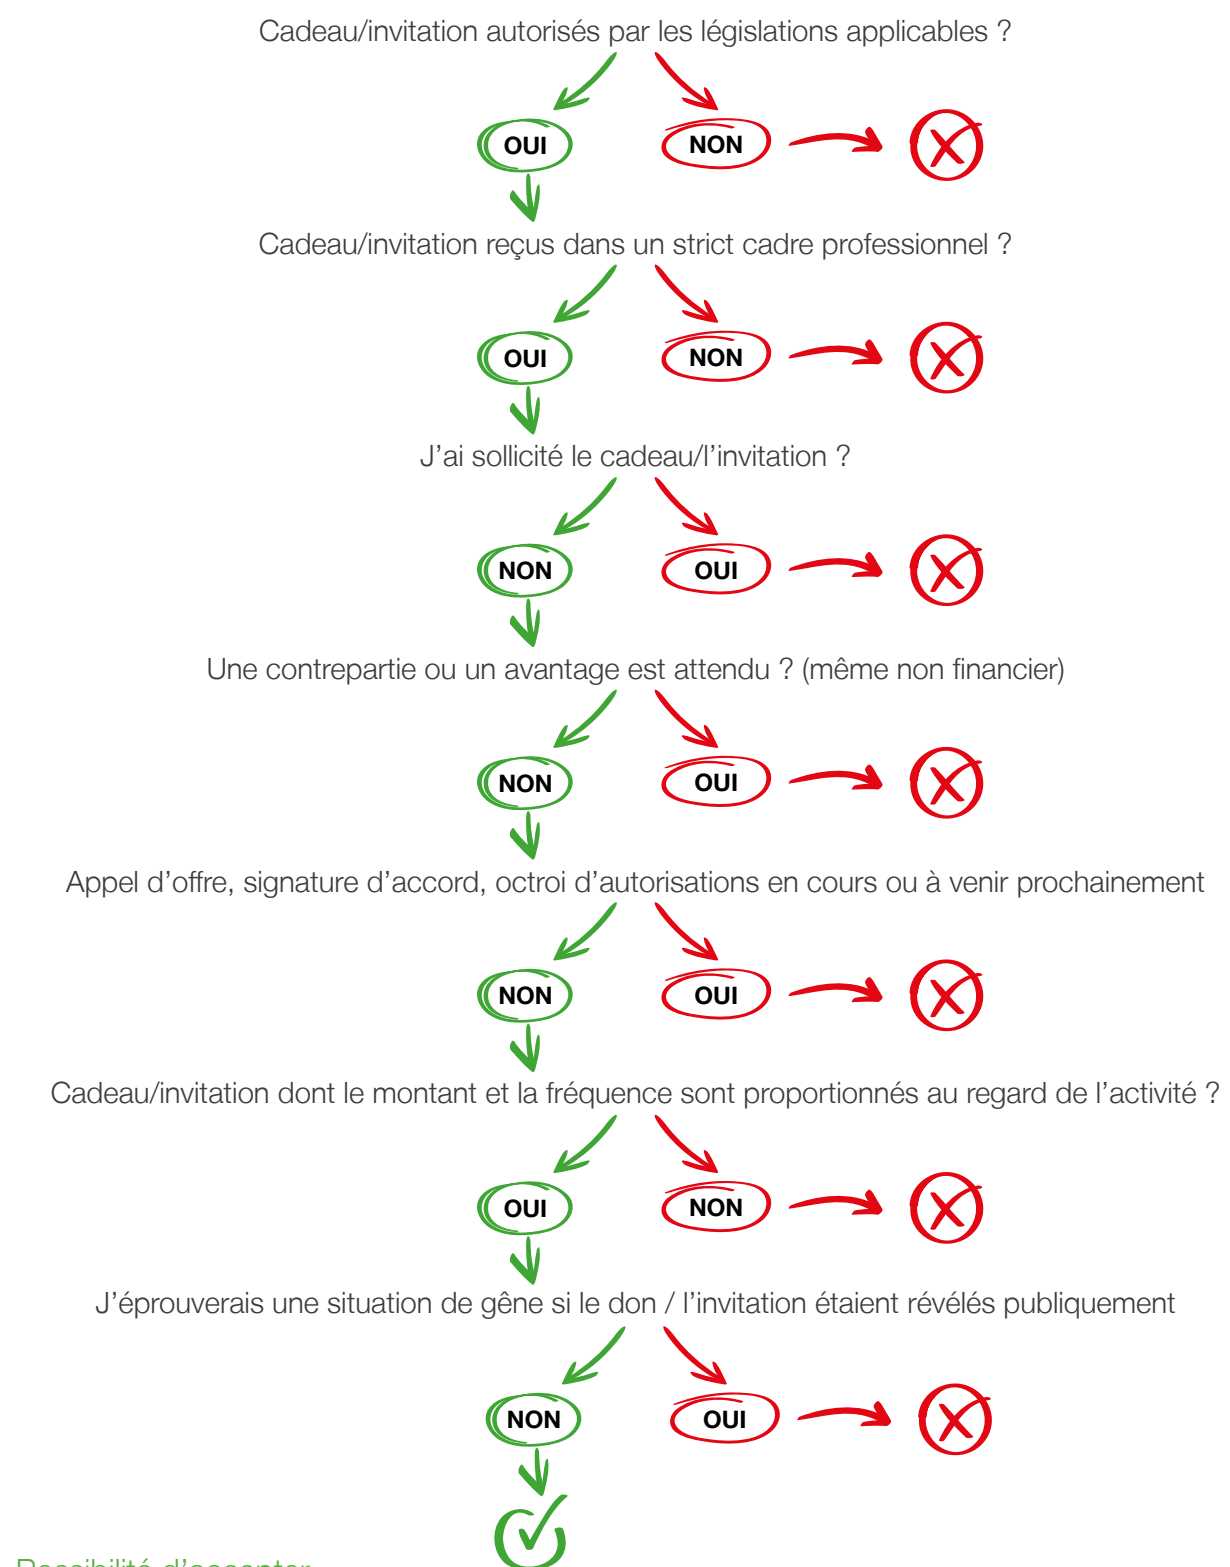 Cadeau/invitation autorisés par les législations applicables ?
OUI NON
Cadeau/invitation reçus dans un strict cadre professionnel ?
OUI NON
J’ai sollicité le cadeau/l’invitation ?
NON OUI
Une contrepartie ou un avantage est attendu ? (même non financier)
NON OUI
Appel d’offre, signature d’accord, octroi d’autorisations en cours ou à venir prochainement
NON OUI
Cadeau/invitation dont le montant et la fréquence sont proportionnés au regard de l’activité ?
OUI NON
J’éprouverais une situation de gêne si le don / l’invitation étaient révélés publiquement
NON OUI
Possibilité d’accepter